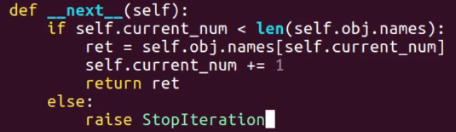 def __next__(self):
    if self.current_num < len(self.obj.names):
        ret = self.obj.names[self.current_num]
        self.current_num += 1
        return ret
    else:
        raise StopIteration